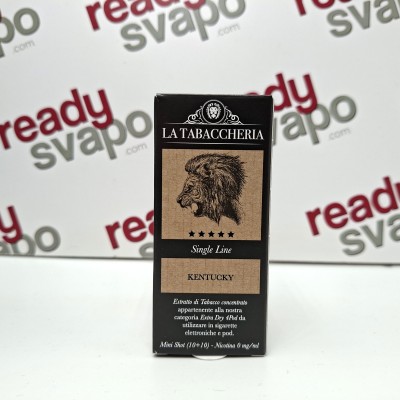 ready
svapo
.com
ready
svapo
.com
ready
svapo
ready
svapo
.com
ready
LA TABACCHERIA
Single Line
KENTUCKY
Estratto di Tabacco concentrato
appartenente alla nostra
categoria Extra Dry 4Pod da
utilizzare in sigarette
elettroniche e pod.
Mini Shot (10+10) - Nicotina 0 mg/ml